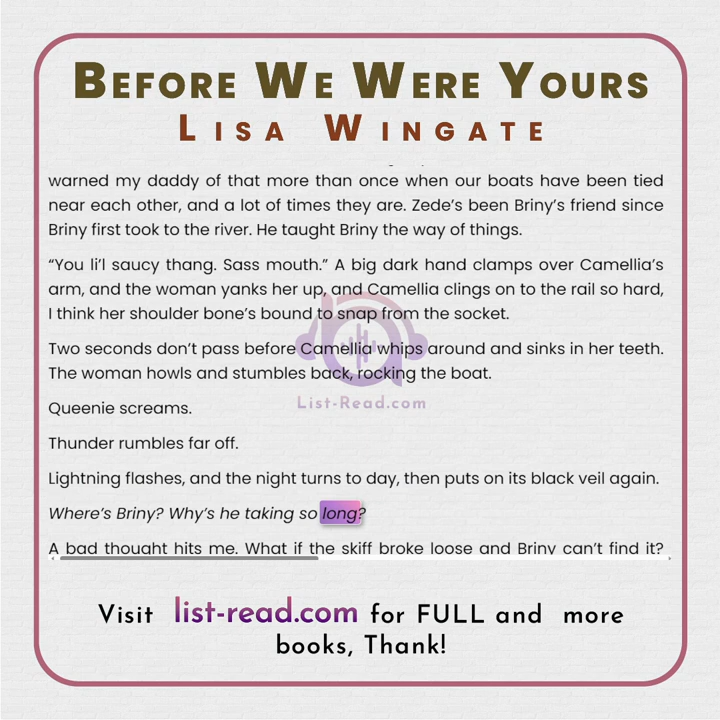 BEFORE WE WERE YOURS
LISA WINGATE
warned my daddy of that more than once when our boats have been tied
near each other, and a lot of times they are. Zede's been Briny's friend since
Briny first took to the river. He taught Briny the way of things.
“You li'l saucy thang. Sass mouth.” A big dark hand clamps over Camellia's
arm, and the woman yanks her up, and Camellia clings on to the rail so hard,
I think her shoulder bone's bound to snap from the socket.
Two seconds don't pass before Camellia whips around and sinks in her teeth.
The woman howls and stumbles back, rocking the boat.
List-Read.com
Queenie screams.
Thunder rumbles far off.
Lightning flashes, and the night turns to day, then puts on its black veil again.
Where's Briny? Why's he taking so long?
A bad thought hits me. What if the skiff broke loose and Briny can't find it?
Visit list-read.com for FULL and more
books, Thank!